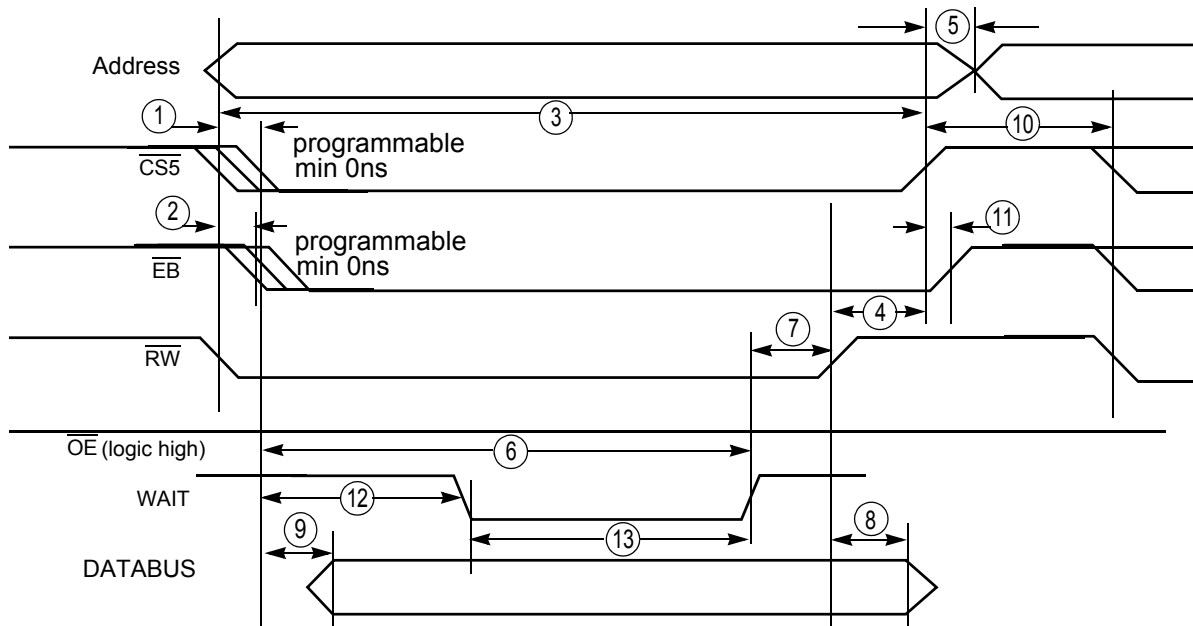 5
Address
1
3
10
programmable
min 0ns
CS5
2
11
programmable
min 0ns
EB
4
7
RW
OE (logic high)
6
WAIT
12
13
8
9
DATABUS